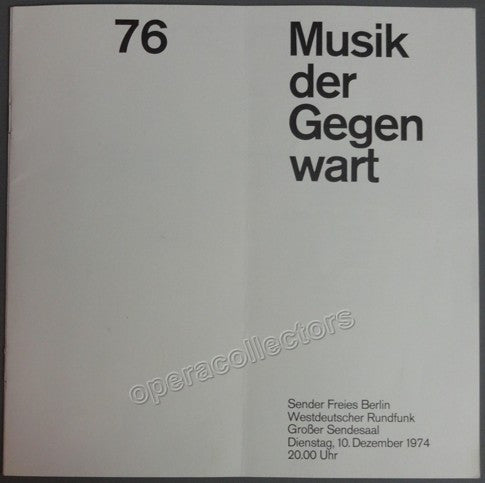 76
Musik
der
Gegen
wart
operacollectors
Sender Freies Berlin
Westdeutscher Rundfunk
Großer Sendesaal
Dienstag, 10. Dezember 1974
20.00 Uhr